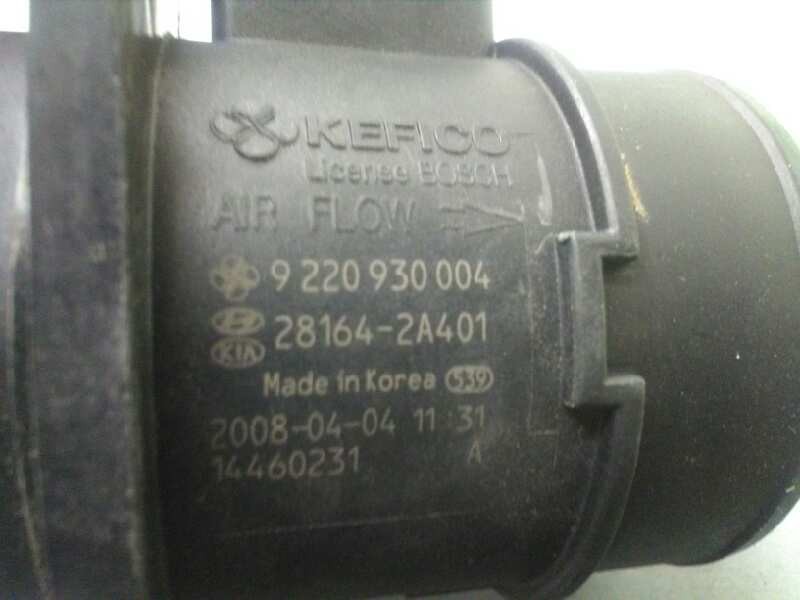 KEFICO
License BOSCH
AIR FLOW
9 220 930 004
28164-2A401
KIA
Made in Korea 539
2008-04-04 11:31
14460231 A